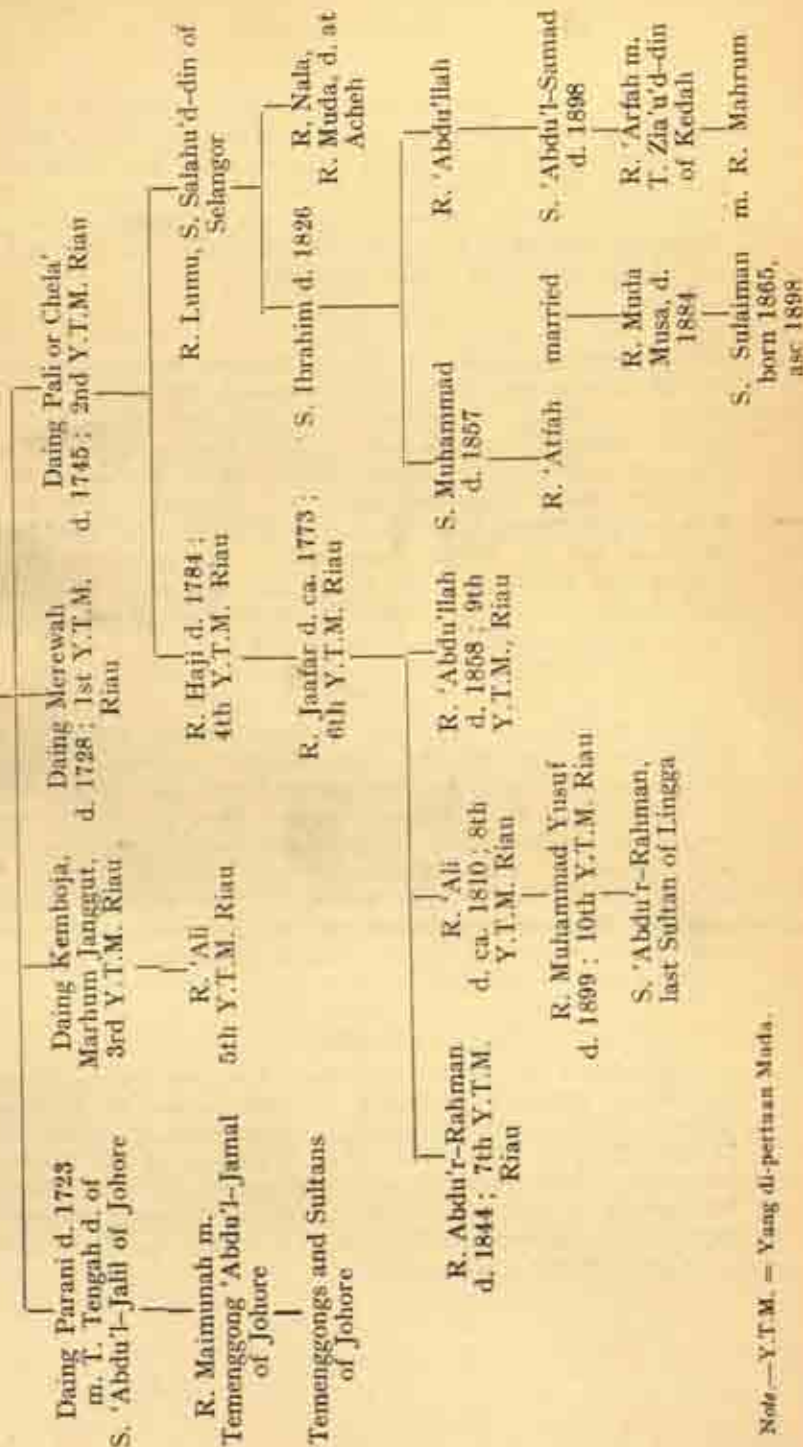 Daing Parani d. 1723
m. T. Tengah d. of
S. 'Abdu'l-Jalil of Johore
Daing Kemboja,
Marhum Janggut,
3rd Y.T.M. Riau
Daing Merewah
d. 1728; 1st Y.T.M.
Riau
Daing Pali or Chela'
d. 1745; 2nd Y.T.M. Riau
R. Maimunah m.
Temenggong 'Abdu'l-Jamal
of Johore
R. 'Ali
5th Y.T.M. Riau
R. Haji d. 1784;
4th Y.T.M. Riau
R. Lumu, S. Salahu'd-din of
Selangor
Temenggongs and Sultans
of Johore
R. Jaafar d. ca. 1773;
6th Y.T.M. Riau
S. Ibrahim d. 1826
R, Nala,
R. Muda, d. at
Acheh
R. Abdu'r-Rahman
d. 1844; 7th Y.T.M.
Riau
R. 'Ali
d. ca. 1810; 8th
Y.T.M. Riau
R. 'Abdu'llah
d. 1858; 9th
Y.T.M., Riau
S. Muhammad
d. 1857
R. 'Abdu'llah
R. Muhammad Yusuf
d. 1899; 10th Y.T.M. Riau
R. 'Atfah married S. 'Abdu'l-Samad
d. 1898
S. 'Abdu'r-Rahman,
last Sultan of Lingga
R. Muda
Musa, d.
1884
R. 'Arfah m.
T. Zia'u'd-din
of Kedah
S. Sulaiman m. R. Mahrum
born 1865,
asc 1898
Note.—Y.T.M. = Yang di-pertuan Muda.